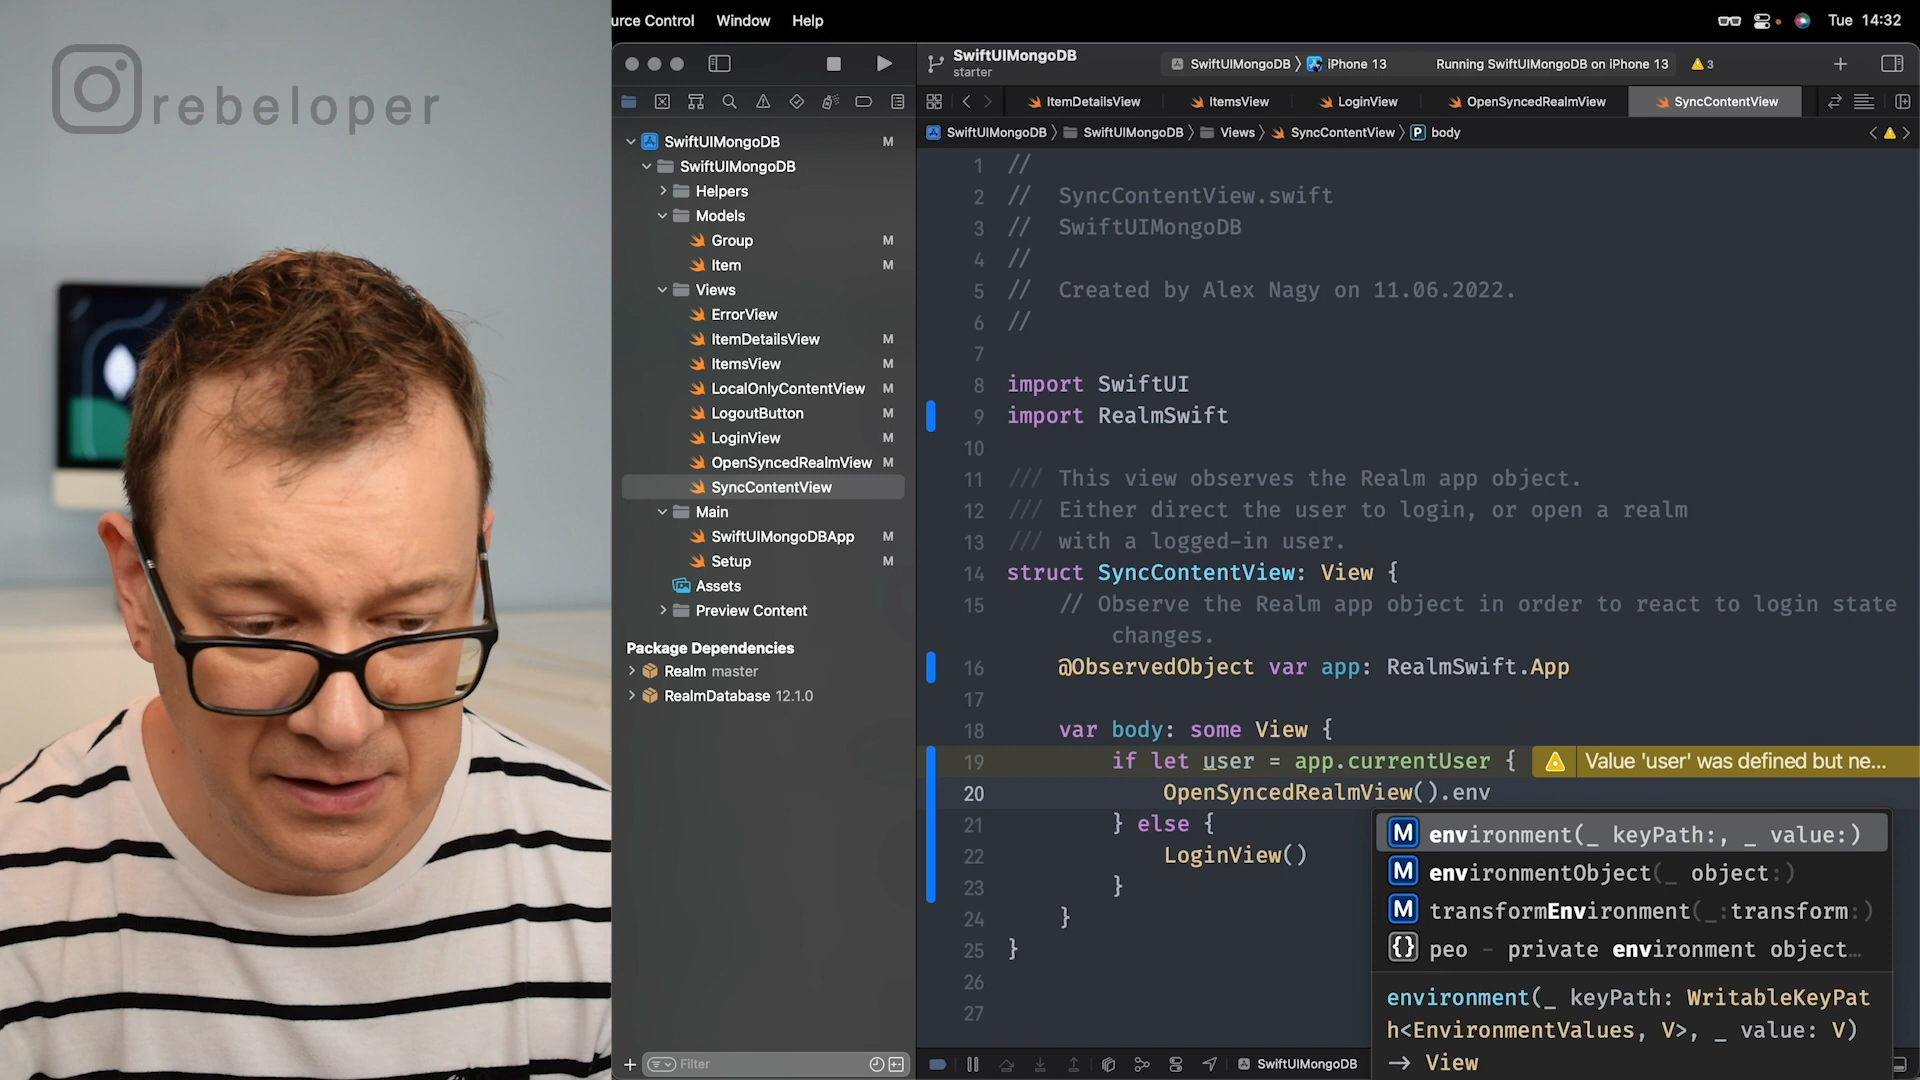 urce Control Window Help
Tue 14:32
rebeloper
SwiftUIMongoDB
starter
SwiftUIMongoDB 〉 iPhone 13
Running SwiftUIMongoDB on iPhone 13
3
ItemDetailsView
ItemsView
LoginView
OpenSyncedRealmView
SyncContentView
SwiftUIMongoDB 〉 SwiftUIMongoDB 〉 Views 〉 SyncContentView 〉 P body
SwiftUIMongoDB M
SwiftUIMongoDB
Helpers
Models
Group M
Item M
Views
ErrorView
ItemDetailsView M
ItemsView M
LocalOnlyContentView M
LogoutButton M
LoginView M
OpenSyncedRealmView M
SyncContentView
Main
SwiftUIMongoDBApp M
Setup M
Assets
Preview Content
Package Dependencies
Realm master
RealmDatabase 12.1.0
Filter
1 //
2 // SyncContentView.swift
3 // SwiftUIMongoDB
4 //
5 // Created by Alex Nagy on 11.06.2022.
6 //
7
8 import SwiftUI
9 import RealmSwift
10
11 /// This view observes the Realm app object.
12 /// Either direct the user to login, or open a realm
13 /// with a logged-in user.
14 struct SyncContentView: View {
15 // Observe the Realm app object in order to react to login state
changes.
16 @ObservedObject var app: RealmSwift.App
17
18 var body: some View {
19 if let user = app.currentUser { Value 'user' was defined but ne...
20 OpenSyncedRealmView().env
21 } else {
22 LoginView()
23 }
24 }
25 }
26
27
M environment(_ keyPath:, _ value:)
M environmentObject(_ object:)
M transformEnvironment(_:transform:)
{} peo - private environment object…
environment(_ keyPath: WritableKeyPat
h<EnvironmentValues, V>, _ value: V)
→ View
SwiftUIMongoDB